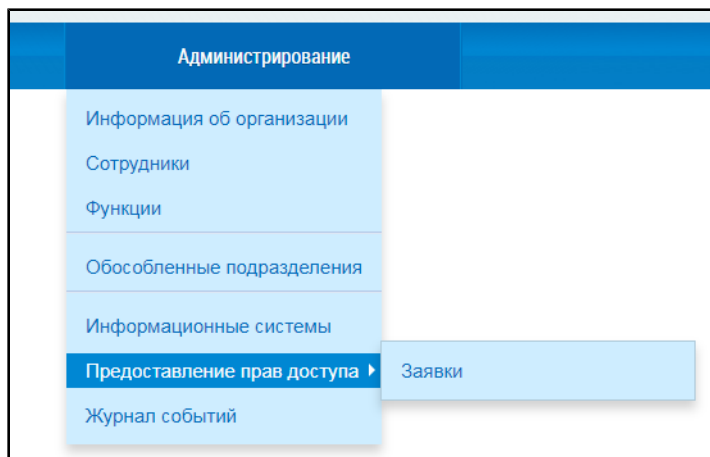 Администрирование
Информация об организации
Сотрудники
Функции
Обособленные подразделения
Информационные системы
Предоставление прав доступа
Заявки
Журнал событий